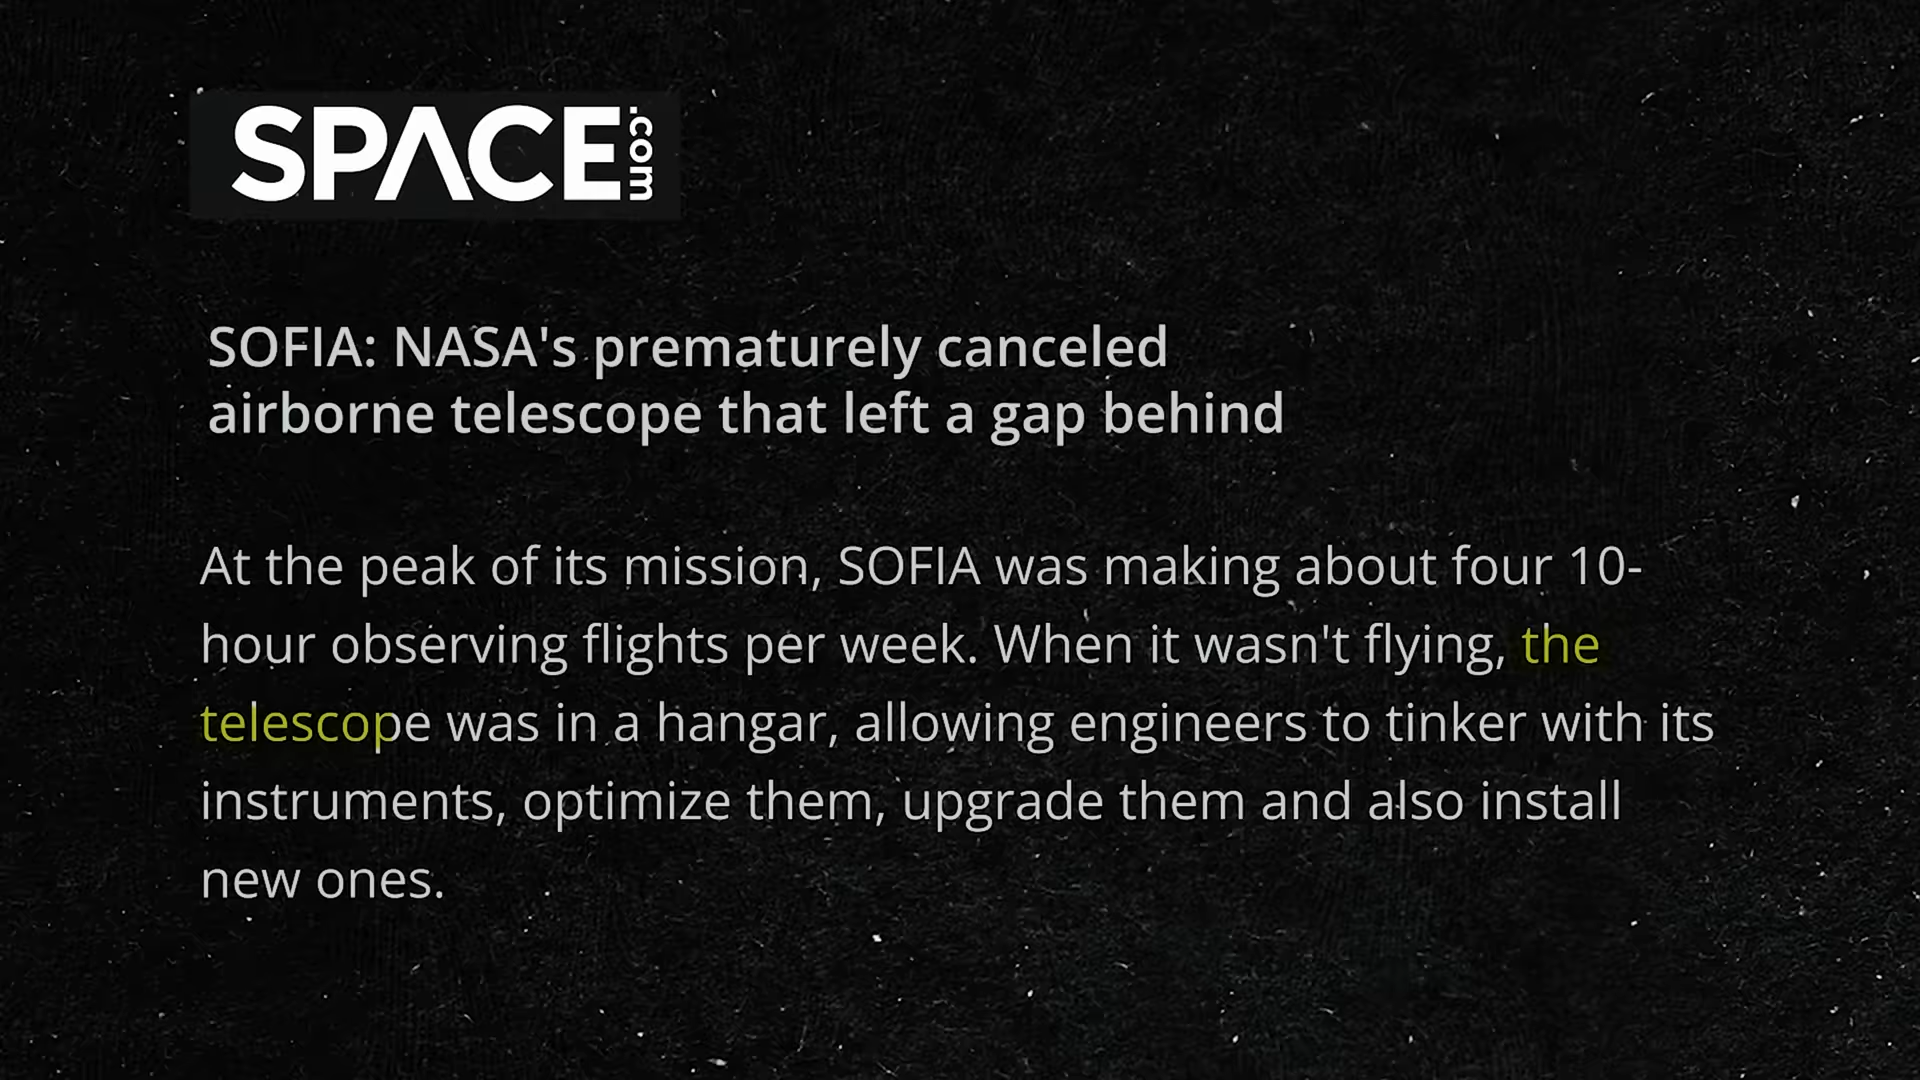 SPACE.com
SOFIA: NASA's prematurely canceled
airborne telescope that left a gap behind
At the peak of its mission, SOFIA was making about four 10-
hour observing flights per week. When it wasn't flying, the
telescope was in a hangar, allowing engineers to tinker with its
instruments, optimize them, upgrade them and also install
new ones.